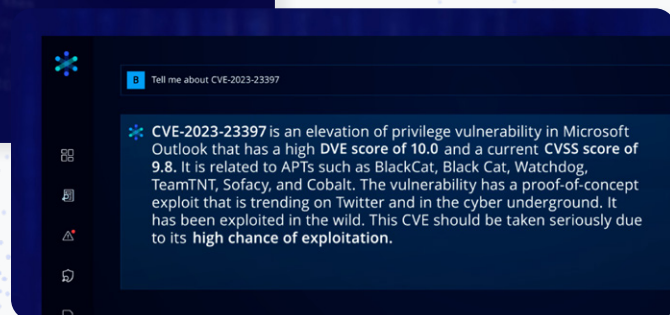 B Tell me about CVE-2023-23397
CVE-2023-23397 is an elevation of privilege vulnerability in Microsoft
Outlook that has a high DVE score of 10.0 and a current CVSS score of
9.8. It is related to APTs such as BlackCat, Black Cat, Watchdog,
TeamTNT, Sofacy, and Cobalt. The vulnerability has a proof-of-concept
exploit that is trending on Twitter and in the cyber underground. It
has been exploited in the wild. This CVE should be taken seriously due
to its high chance of exploitation.